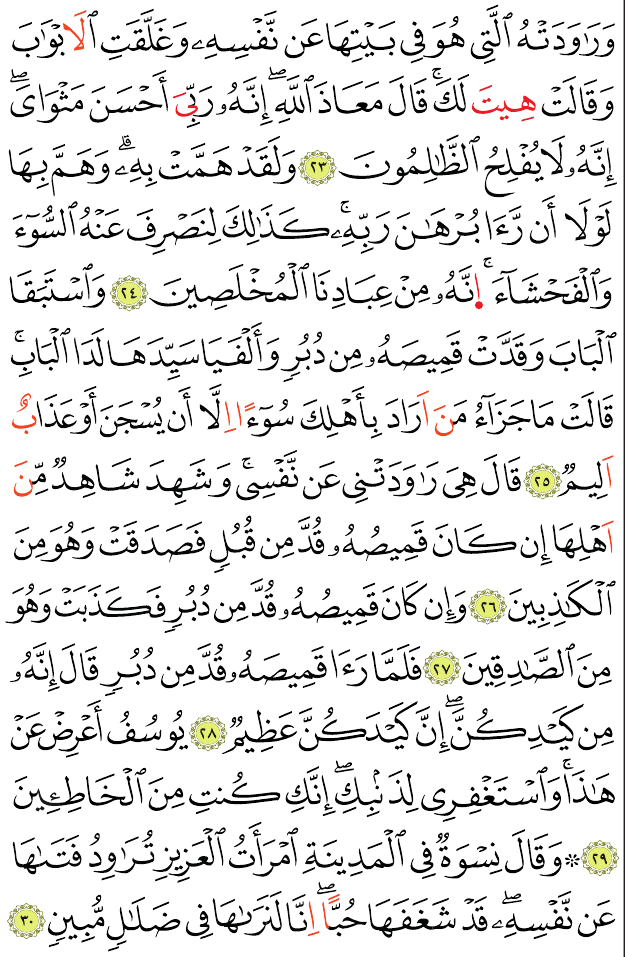 وَرَٰوَدَتْهُ ٱلَّتِي هُوَ فِي بَيْتِهَا عَن نَّفْسِهِۦ وَغَلَّقَتِ ٱلَابْوَٰبَ
وَقَالَتْ هِيتَ لَكَۚ قَالَ مَعَاذَ ٱللَّهِۖ إِنَّهُۥ رَبِّيَ أَحْسَنَ مَثْوَايَۖ
إِنَّهُۥ لَا يُفْلِحُ ٱلظَّٰلِمُونَ ٢٣ وَلَقَدْ هَمَّتْ بِهِۦۗ وَهَمَّ بِهَا
لَوْلَا أَن رَّءَا بُرْهَٰنَ رَبِّهِۦۚ كَذَٰلِكَ لِنَصْرِفَ عَنْهُ ٱلسُّوٓءَ
وَٱلْفَحْشَآءَۚ اِنَّهُۥ مِنْ عِبَادِنَا ٱلْمُخْلَصِينَ ٢٤ وَٱسْتَبَقَا
ٱلْبَابَ وَقَدَّتْ قَمِيصَهُۥ مِن دُبُرٍ وَأَلْفَيَا سَيِّدَهَا لَدَا ٱلْبَابِۚ
قَالَتْ مَا جَزَآءُ مَنَ اَرَادَ بِأَهْلِكَ سُوٓءًا اِلَّا أَن يُسْجَنَ أَوْ عَذَابٌ
اَلِيمٌ ٢٥ قَالَ هِيَ رَٰوَدَتْنِي عَن نَّفْسِيۚ وَشَهِدَ شَاهِدٌ مِّنَ
اَهْلِهَا إِن كَانَ قَمِيصُهُۥ قُدَّ مِن قُبُلٍ فَصَدَقَتْ وَهُوَ مِنَ
ٱلْكَٰذِبِينَ ٢٦ وَإِن كَانَ قَمِيصُهُۥ قُدَّ مِن دُبُرٍ فَكَذَبَتْ وَهُوَ
مِنَ ٱلصَّٰدِقِينَ ٢٧ فَلَمَّا رَءَا قَمِيصَهُۥ قُدَّ مِن دُبُرٍ قَالَ إِنَّهُۥ
مِن كَيْدِكُنَّۖ إِنَّ كَيْدَكُنَّ عَظِيمٌ ٢٨ يُوسُفُ أَعْرِضْ عَنْ
هَٰذَاۚ وَٱسْتَغْفِرِي لِذَنۢبِكِۖ إِنَّكِ كُنتِ مِنَ ٱلْخَاطِـِٔينَ
٢٩ ۞ وَقَالَ نِسْوَةٌ فِي ٱلْمَدِينَةِ ٱمْرَأَتُ ٱلْعَزِيزِ تُرَٰوِدُ فَتَىٰهَا
عَن نَّفْسِهِۦۖ قَدْ شَغَفَهَا حُبًّاۖ اِنَّا لَنَرَىٰهَا فِي ضَلَٰلٍ مُّبِينٍ ٣٠